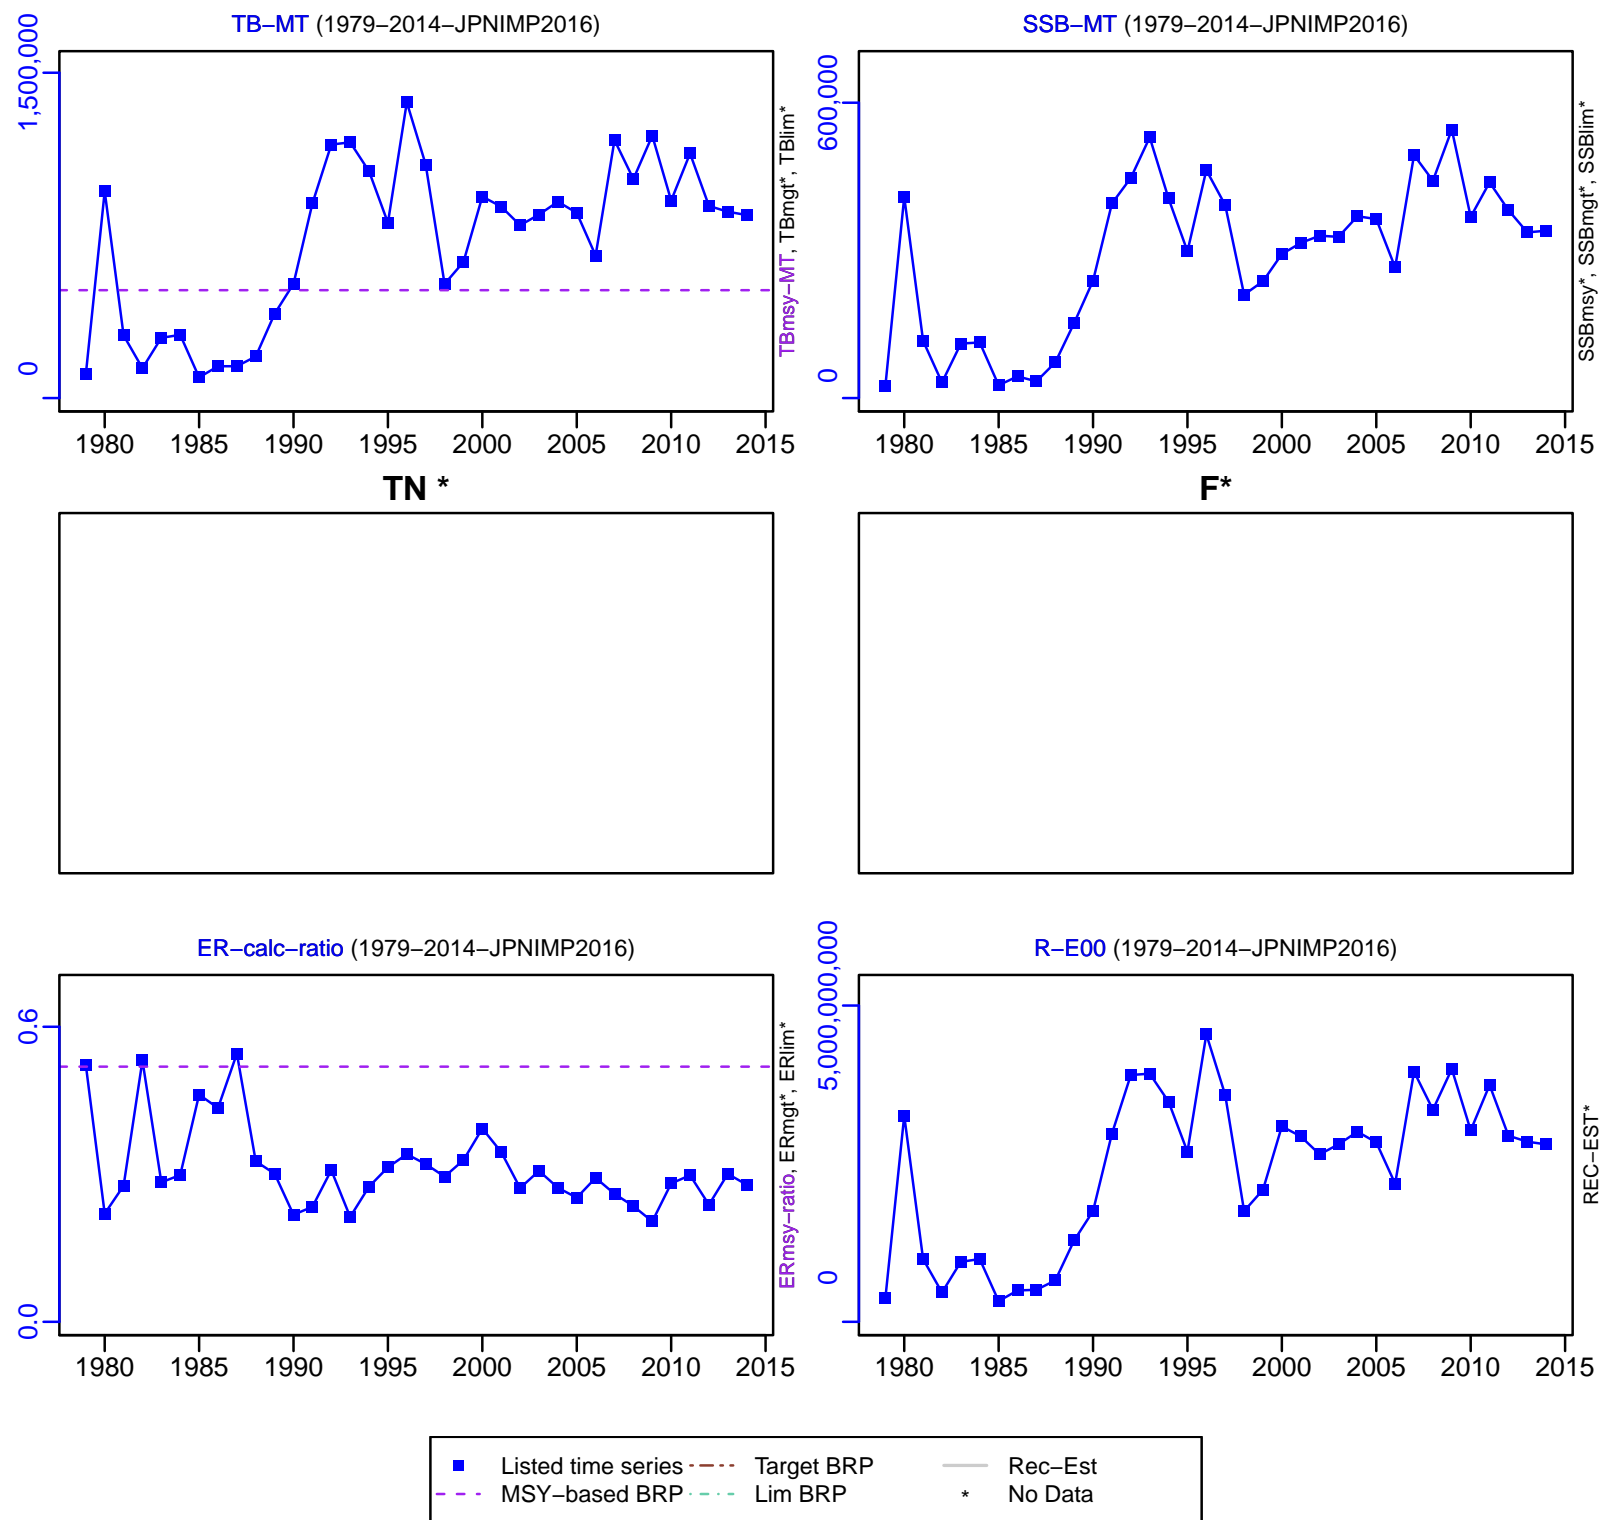 TB−MT (1979−2014−JPNIMP2016)
1,500,000
0
TBmsy−MT, TBmgt*, TBlim*
1980 1985 1990 1995 2000 2005 2010 2015
SSB−MT (1979−2014−JPNIMP2016)
600,000
0
SSBmsy*, SSBmgt*, SSBlim*
1980 1985 1990 1995 2000 2005 2010 2015
TN *
F*
ER−calc−ratio (1979−2014−JPNIMP2016)
0.6
0.0
ERmsy−ratio, ERmgt*, ERlim*
1980 1985 1990 1995 2000 2005 2010 2015
R−E00 (1979−2014−JPNIMP2016)
5,000,000,000
0
REC−EST*
1980 1985 1990 1995 2000 2005 2010 2015
Listed time series Target BRP Rec−Est
MSY−based BRP Lim BRP * No Data